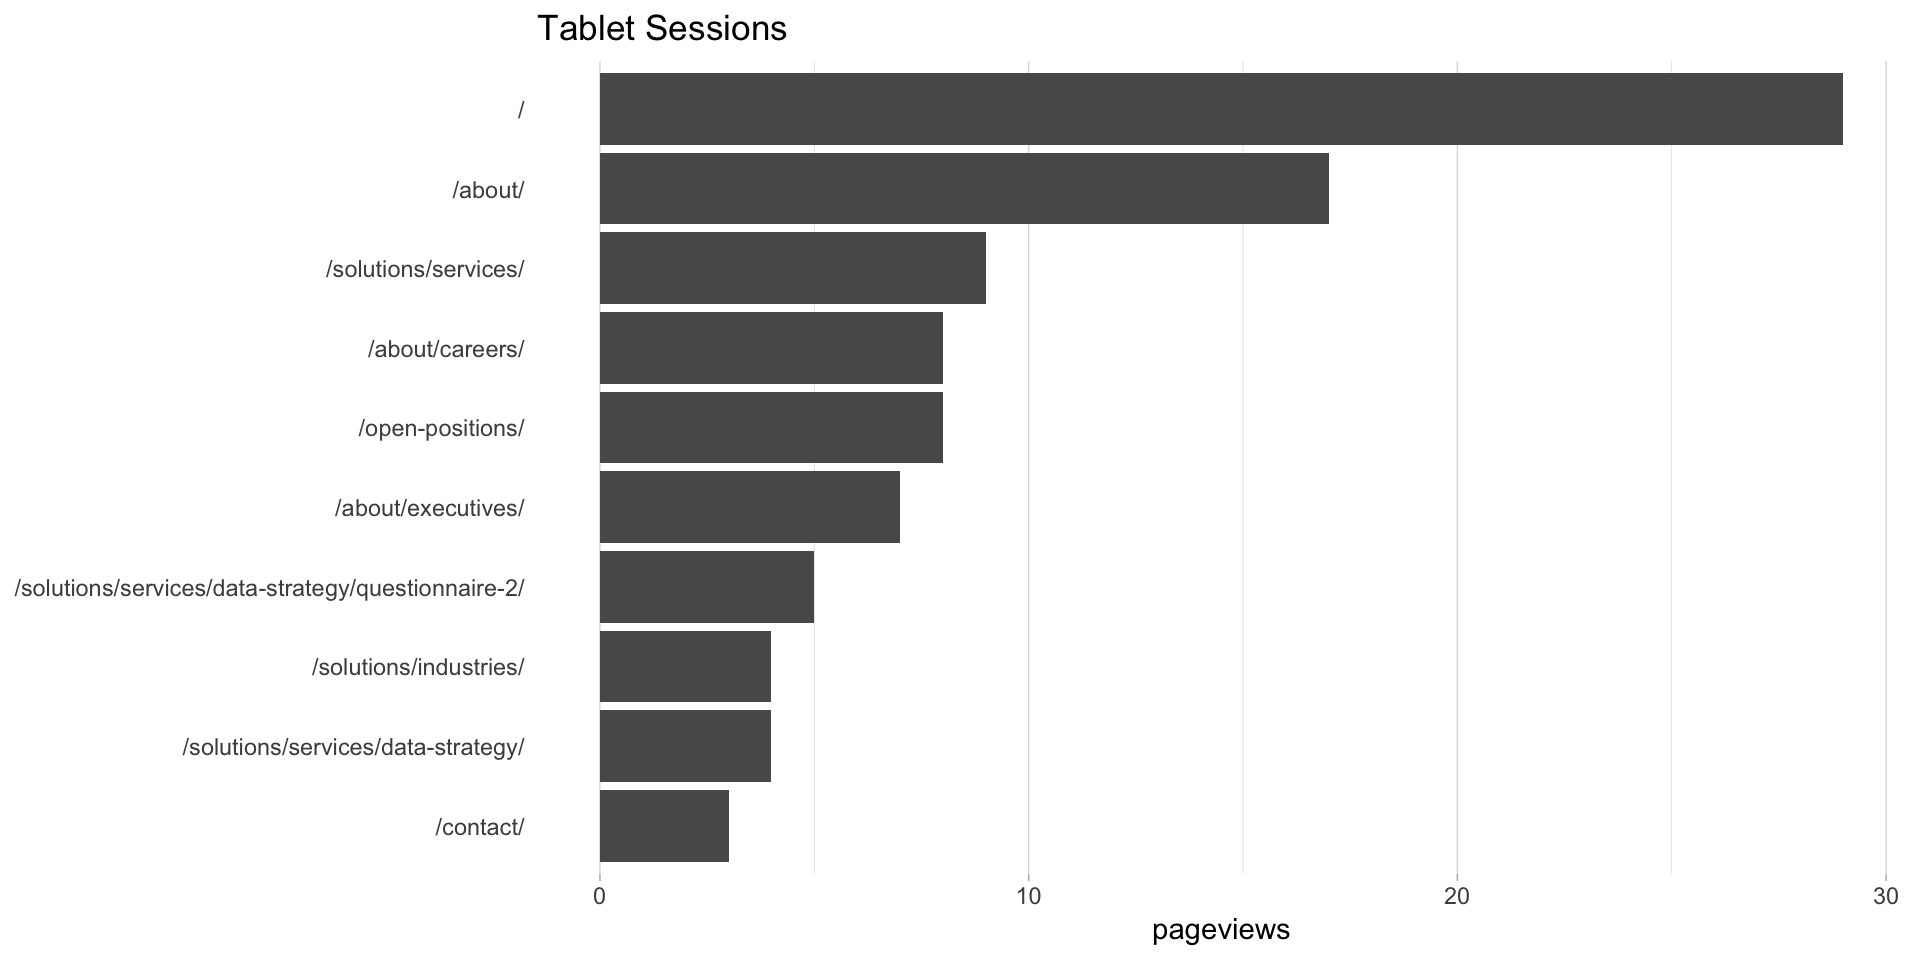 Tablet Sessions
/
/about/
/solutions/services/
/about/careers/
/open-positions/
/about/executives/
/solutions/services/data-strategy/questionnaire-2/
/solutions/industries/
/solutions/services/data-strategy/
/contact/
0 10 20 30
pageviews